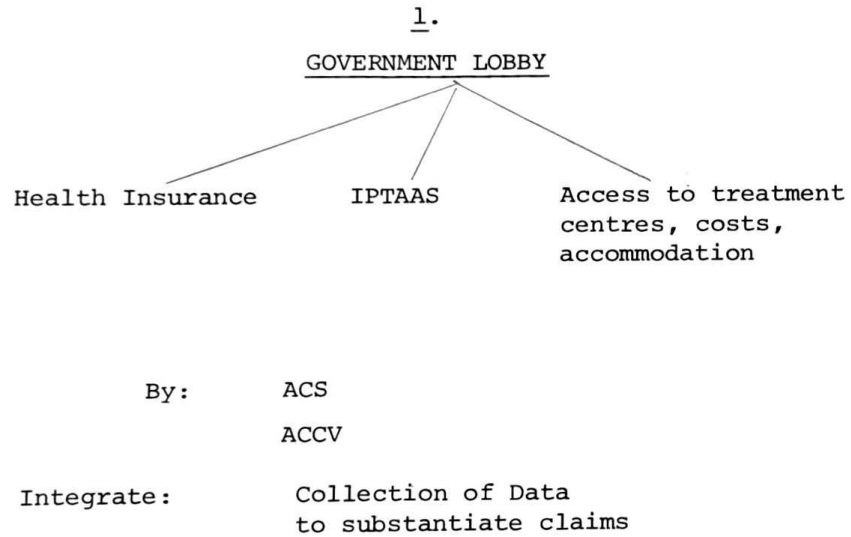 1.
GOVERNMENT LOBBY
Health Insurance IPTAAS Access to treatment
centres, costs,
accommodation
By: ACS
ACCV
Integrate: Collection of Data
to substantiate claims